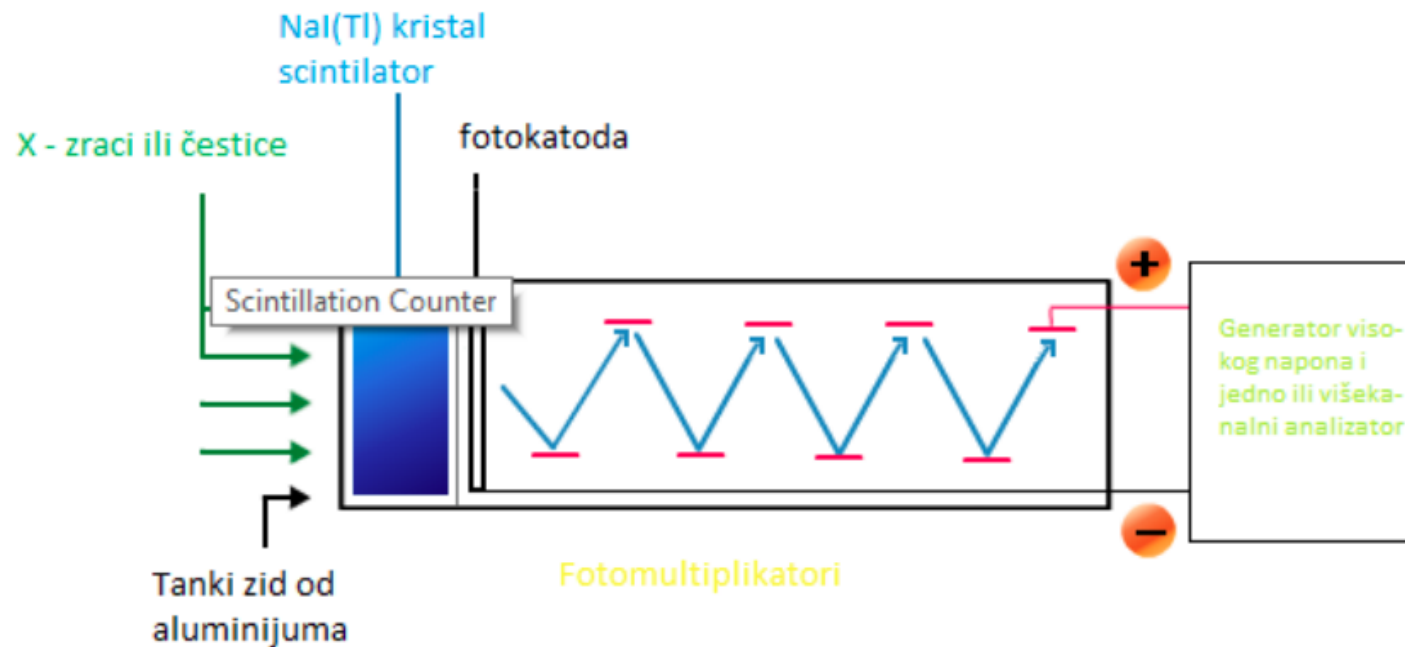 NaI(Tl) kristal
scintilator
X - zraci ili čestice
fotokatoda
+
Scintillation Counter
Generator viso-
kog napona i
jedno ili višeka-
nalni analizator
−
Fotomultiplikatori
Tanki zid od
aluminijuma